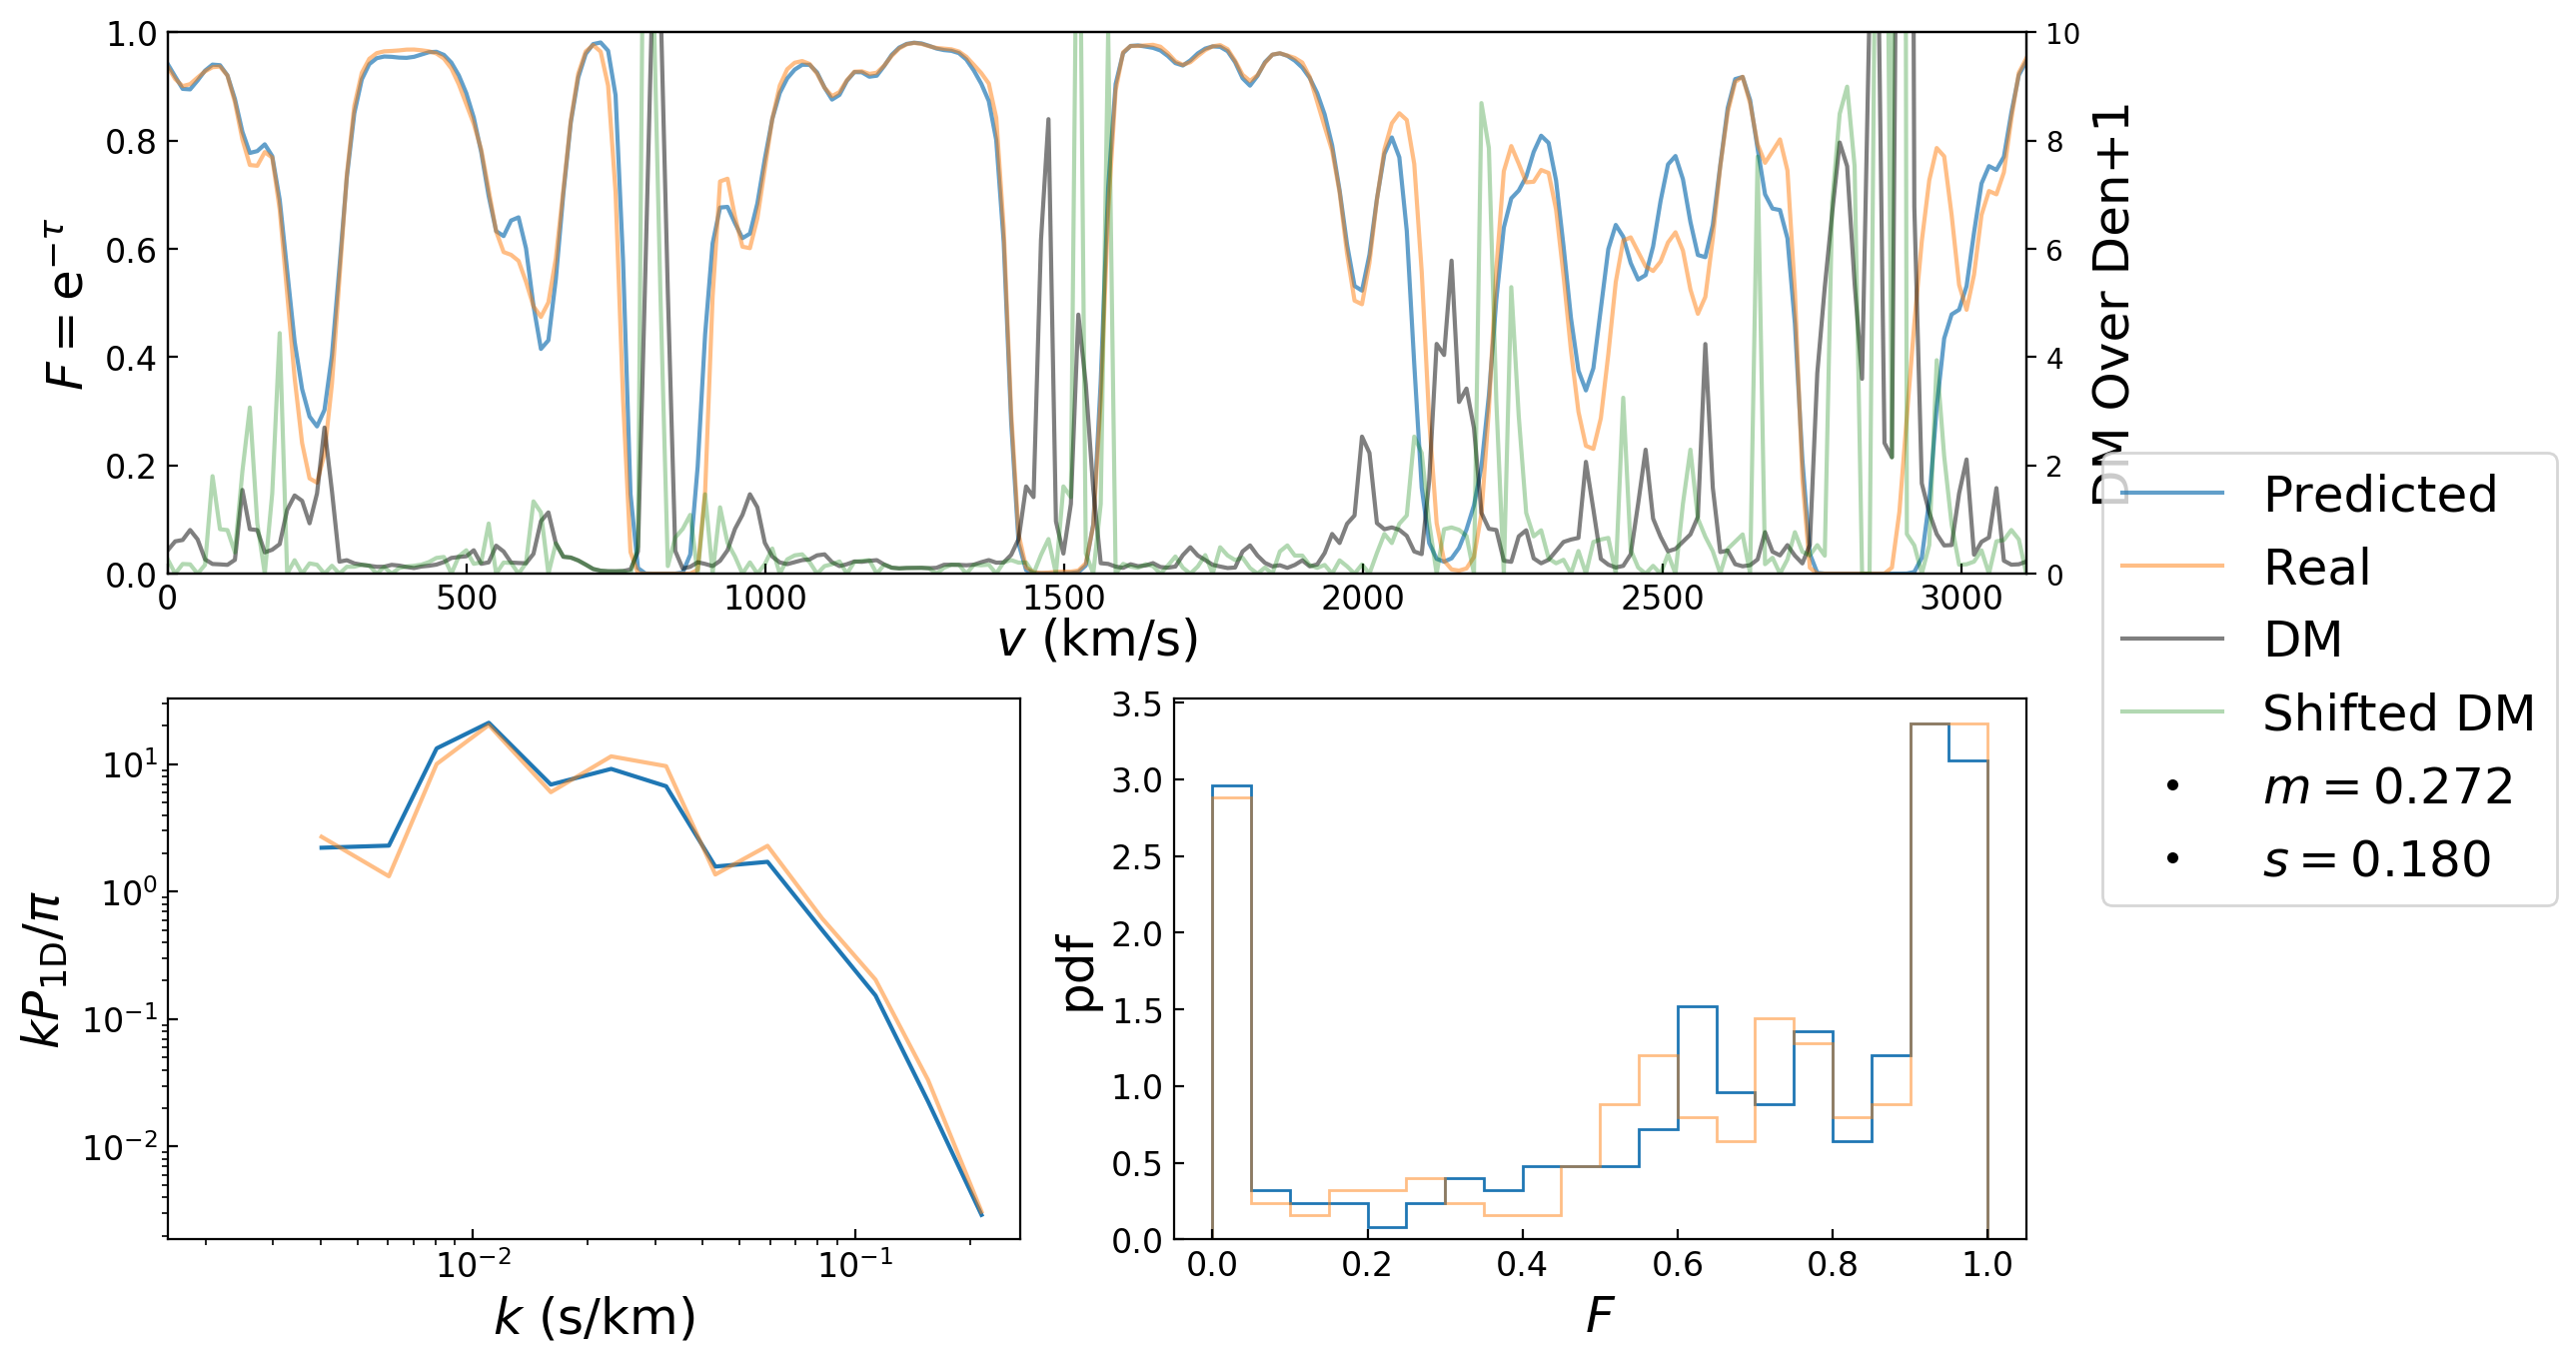 1.0
0.8
0.6
0.4
0.2
0.0
F = e^{−τ}
10
8
6
4
2
0
DM Over Den+1
0 500 1000 1500 2000 2500 3000
v (km/s)
Predicted
Real
DM
Shifted DM
m = 0.272
s = 0.180
10^1
10^0
10^{−1}
10^{−2}
kP_{1D}/π
10^{−2} 10^{−1}
k (s/km)
3.5
3.0
2.5
2.0
1.5
1.0
0.5
0.0
pdf
0.0 0.2 0.4 0.6 0.8 1.0
F